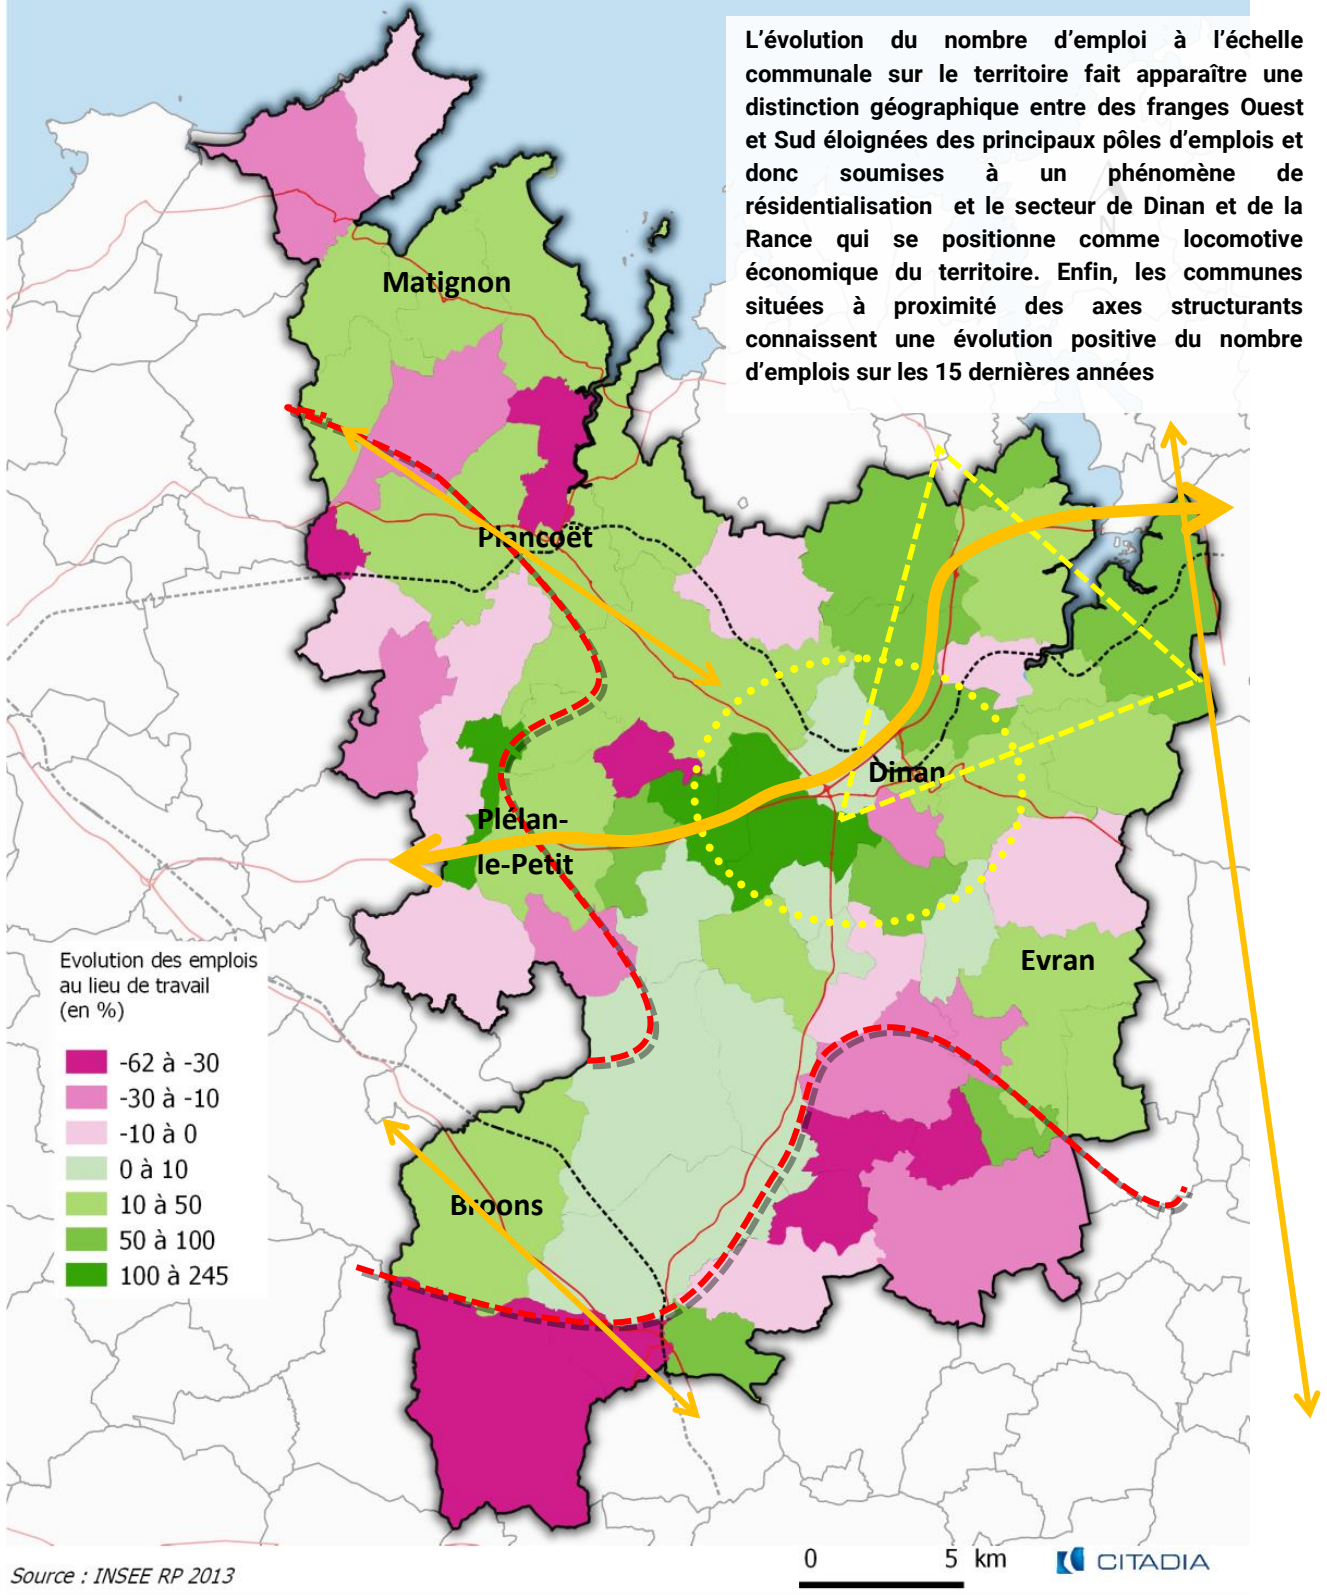 L’évolution du nombre d’emploi à l’échelle
communale sur le territoire fait apparaître une
distinction géographique entre des franges Ouest
et Sud éloignées des principaux pôles d’emplois et
donc soumises à un phénomène de
résidentialisation et le secteur de Dinan et de la
Rance qui se positionne comme locomotive
économique du territoire. Enfin, les communes
situées à proximité des axes structurants
connaissent une évolution positive du nombre
d’emplois sur les 15 dernières années
Matignon
Plancoët
Dinan
Plélan-
le-Petit
Evran
Broons
Evolution des emplois
au lieu de travail
(en %)
-62 à -30
-30 à -10
-10 à 0
0 à 10
10 à 50
50 à 100
100 à 245
0 5 km
CITADIA
Source : INSEE RP 2013